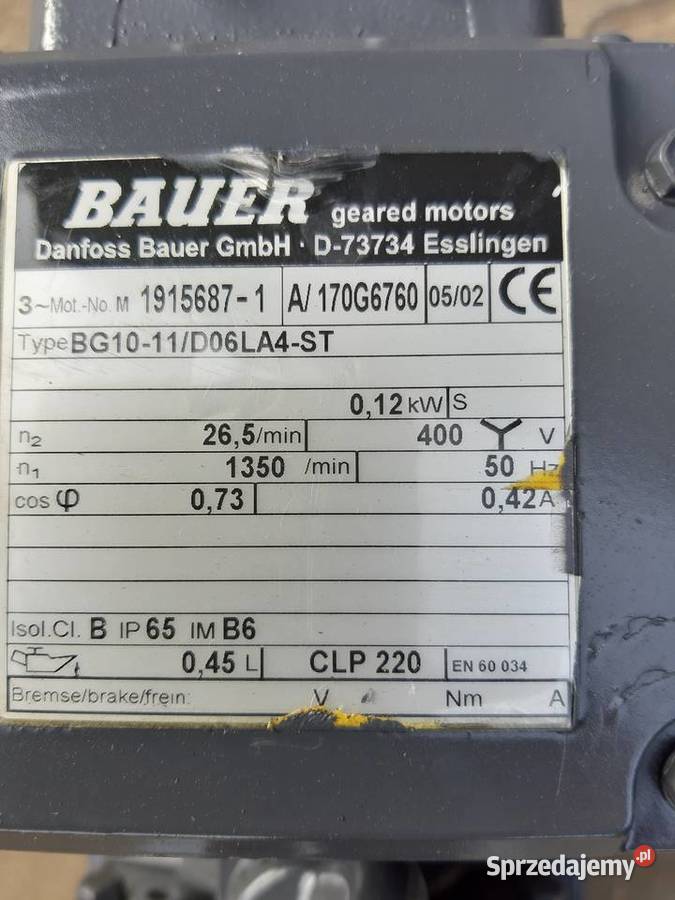 BAUER geared motors
Danfoss Bauer GmbH · D-73734 Esslingen
3~Mot.-No. M 1915687-1 A/ 170G6760 05/02 CE
Type BG10-11/D06LA4-ST
0,12 kW S
n2 26,5/min 400 V
n1 1350 /min 50 Hz
cos φ 0,73 0,42 A
Isol.Cl. B IP 65 IM B6
0,45 L CLP 220 EN 60 034
Bremse/brake/frein: V Nm A
Sprzedajemy.pl